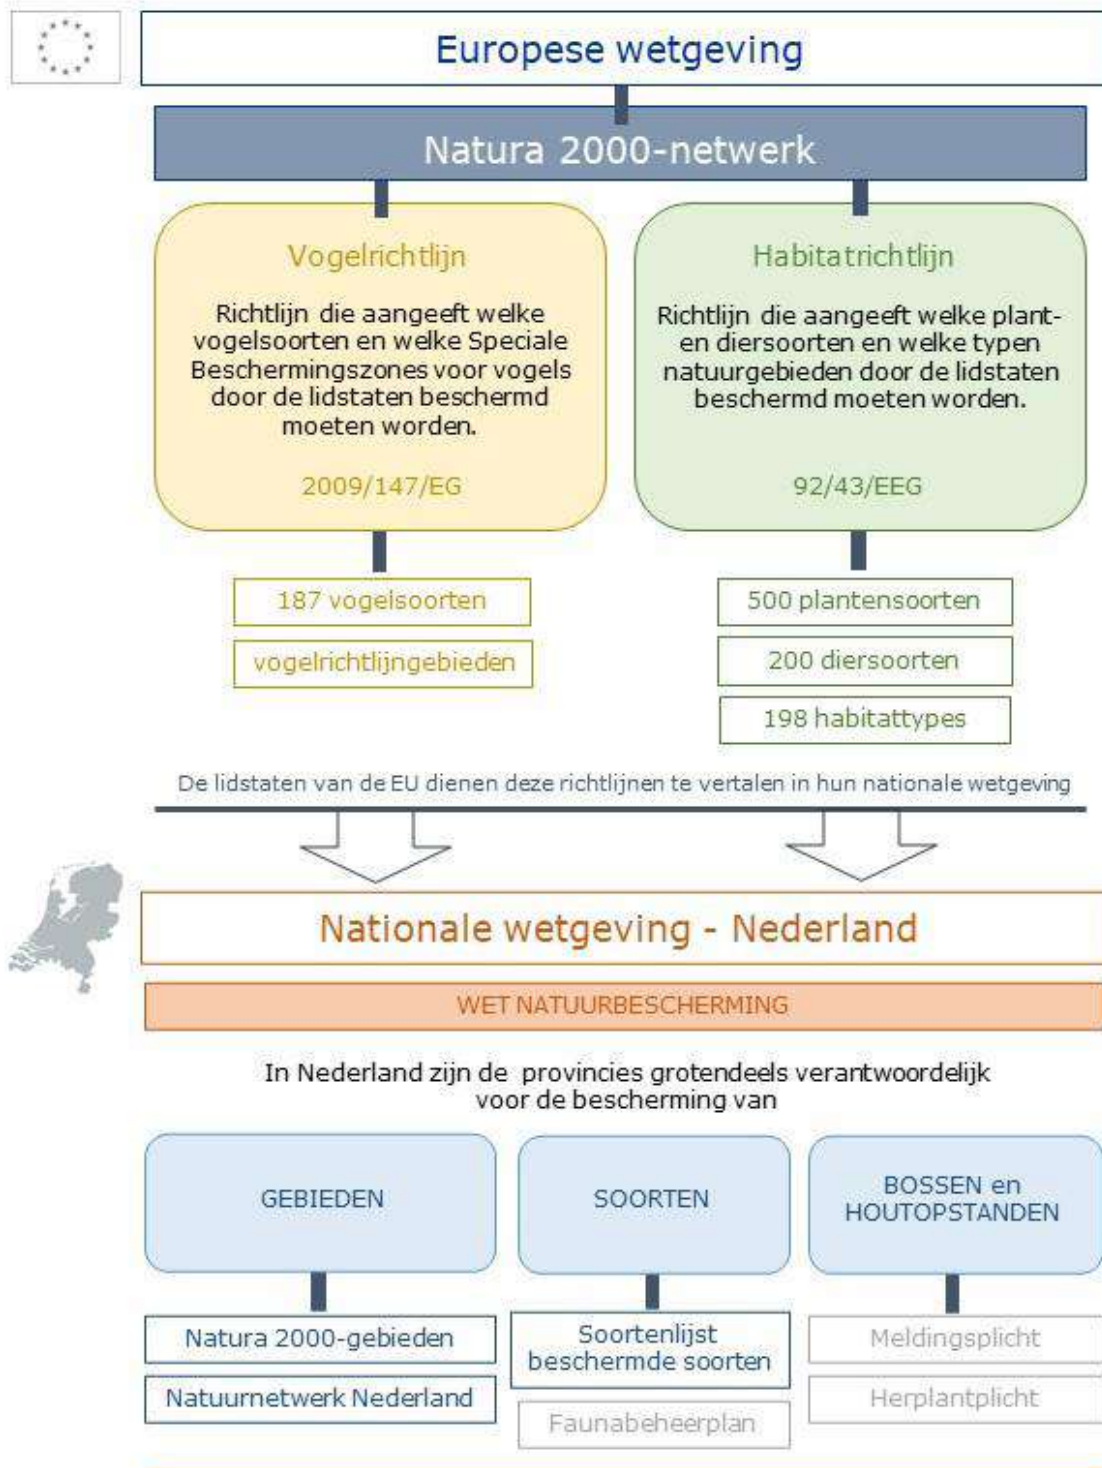 Europese wetgeving
Natura 2000-netwerk
Vogelrichtlijn
Richtlijn die aangeeft welke
vogelsoorten en welke Speciale
Beschermingszones voor vogels
door de lidstaten beschermd
moeten worden.
2009/147/EG
187 vogelsoorten
vogelrichtlijngebieden
Habitatrichtlijn
Richtlijn die aangeeft welke plant-
en diersoorten en welke typen
natuurgebieden door de lidstaten
beschermd moeten worden.
92/43/EEG
500 plantensoorten
200 diersoorten
198 habitattypes
De lidstaten van de EU dienen deze richtlijnen te vertalen in hun nationale wetgeving
Nationale wetgeving - Nederland
WET NATUURBESCHERMING
In Nederland zijn de provincies grotendeels verantwoordelijk
voor de bescherming van
GEBIEDEN
Natura 2000-gebieden
Natuurnetwerk Nederland
SOORTEN
Soortenlijst
beschermde soorten
Faunabeheerplan
BOSSEN en
HOUTOPSTANDEN
Meldingsplicht
Herplantplicht